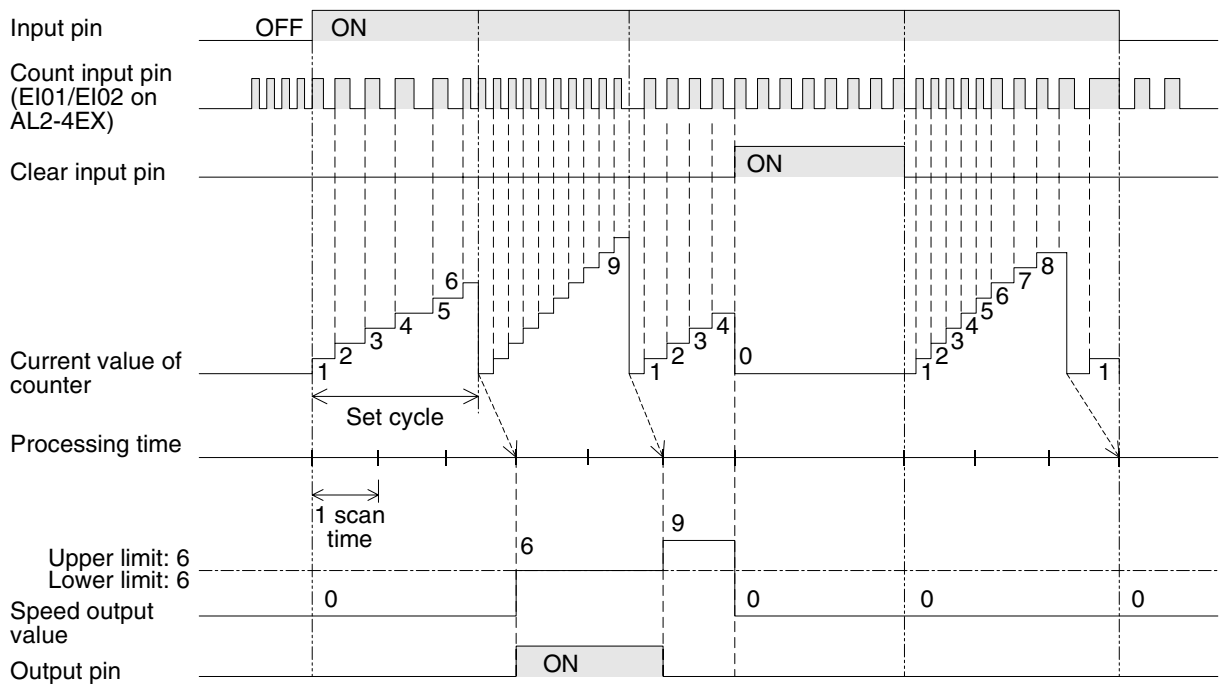 Input pin
OFF
ON
Count input pin
(EI01/EI02 on
AL2-4EX)
Clear input pin
ON
Current value of
counter
1
2
3
4
5
6
9
1
2
3
4
0
1
2
3
4
5
6
7
8
1
Set cycle
Processing time
1 scan
time
Upper limit: 6
Lower limit: 6
6
9
Speed output
value
0
0
0
0
Output pin
ON